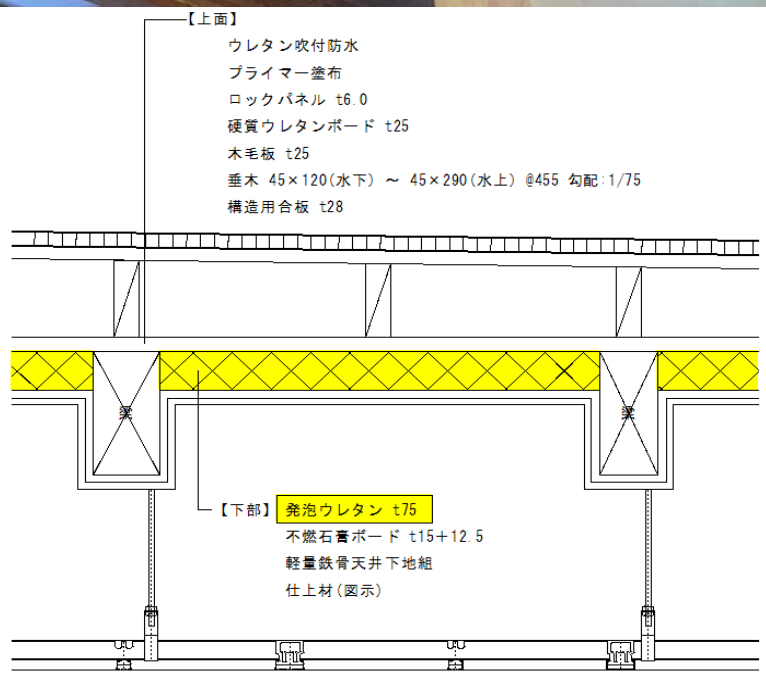 【上面】
ウレタン吹付防水
プライマー塗布
ロックパネル t6.0
硬質ウレタンボード t25
木毛板 t25
垂木 45×120(水下) ～ 45×290(水上) @455 勾配:1/75
構造用合板 t28
梁
梁
【下部】 発泡ウレタン t75
不燃石膏ボード t15+12.5
軽量鉄骨天井下地組
仕上材(図示)